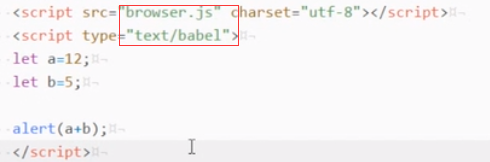 <script src="browser.js" charset="utf-8"></script>
<script type="text/babel">
let a=12;
let b=5;
alert(a+b);
</script>